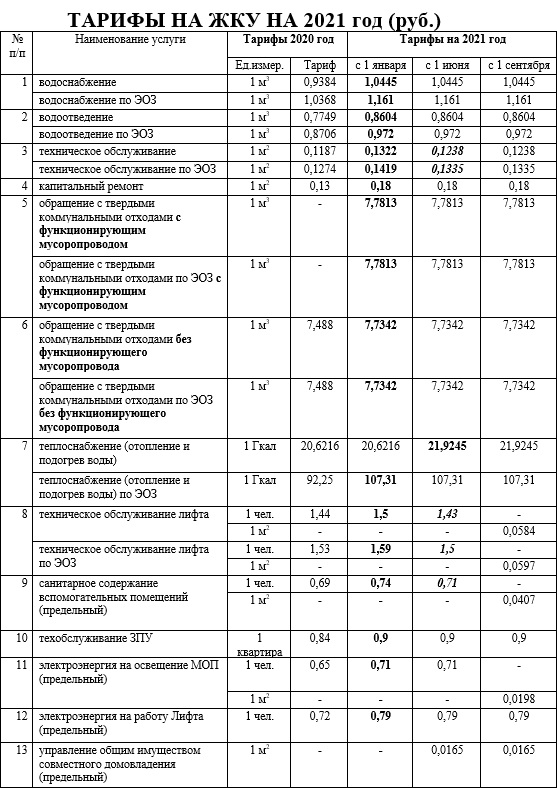 ТАРИФЫ НА ЖКУ НА 2021 год (руб.)
№ п/п Наименование услуги Тарифы 2020 год Тарифы на 2021 год
Ед.измер. Тариф с 1 января с 1 июня с 1 сентября
1 водоснабжение 1 м³ 0,9384 1,0445 1,0445 1,0445
водоснабжение по ЭОЗ 1 м³ 1,0368 1,161 1,161 1,161
2 водоотведение 1 м³ 0,7749 0,8604 0,8604 0,8604
водоотведение по ЭОЗ 1 м³ 0,8706 0,972 0,972 0,972
3 техническое обслуживание 1 м² 0,1187 0,1322 0,1238 0,1238
техническое обслуживание по ЭОЗ 1 м² 0,1274 0,1419 0,1335 0,1335
4 капитальный ремонт 1 м² 0,13 0,18 0,18 0,18
5 обращение с твердыми 1 м³ - 7,7813 7,7813 7,7813
коммунальными отходами с
функционирующим
мусоропроводом
обращение с твердыми 1 м³ - 7,7813 7,7813 7,7813
коммунальными отходами по ЭОЗ с
функционирующим
мусоропроводом
6 обращение с твердыми 1 м³ 7,488 7,7342 7,7342 7,7342
коммунальными отходами без
функционирующего
мусоропровода
обращение с твердыми 1 м³ 7,488 7,7342 7,7342 7,7342
коммунальными отходами по ЭОЗ
без функционирующего
мусоропровода
7 теплоснабжение (отопление и 1 Гкал 20,6216 20,6216 21,9245 21,9245
подогрев воды)
теплоснабжение (отопление и 1 Гкал 92,25 107,31 107,31 107,31
подогрев воды) по ЭОЗ
8 техническое обслуживание лифта 1 чел. 1,44 1,5 1,43 -
1 м² - - - 0,0584
техническое обслуживание лифта 1 чел. 1,53 1,59 1,5 -
по ЭОЗ 1 м² - - - 0,0597
9 санитарное содержание 1 чел. 0,69 0,74 0,71 -
вспомогательных помещений 1 м² - - - 0,0407
(предельный)
10 техобслуживание ЗПУ 1 0,84 0,9 0,9 0,9
квартира
11 электроэнергия на освещение МОП 1 чел. 0,65 0,71 0,71 -
(предельный)
1 м² - - - 0,0198
12 электроэнергия на работу Лифта 1 чел. 0,72 0,79 0,79 0,79
(предельный)
13 управление общим имуществом 1 м² - - 0,0165 0,0165
совместного домовладения
(предельный)